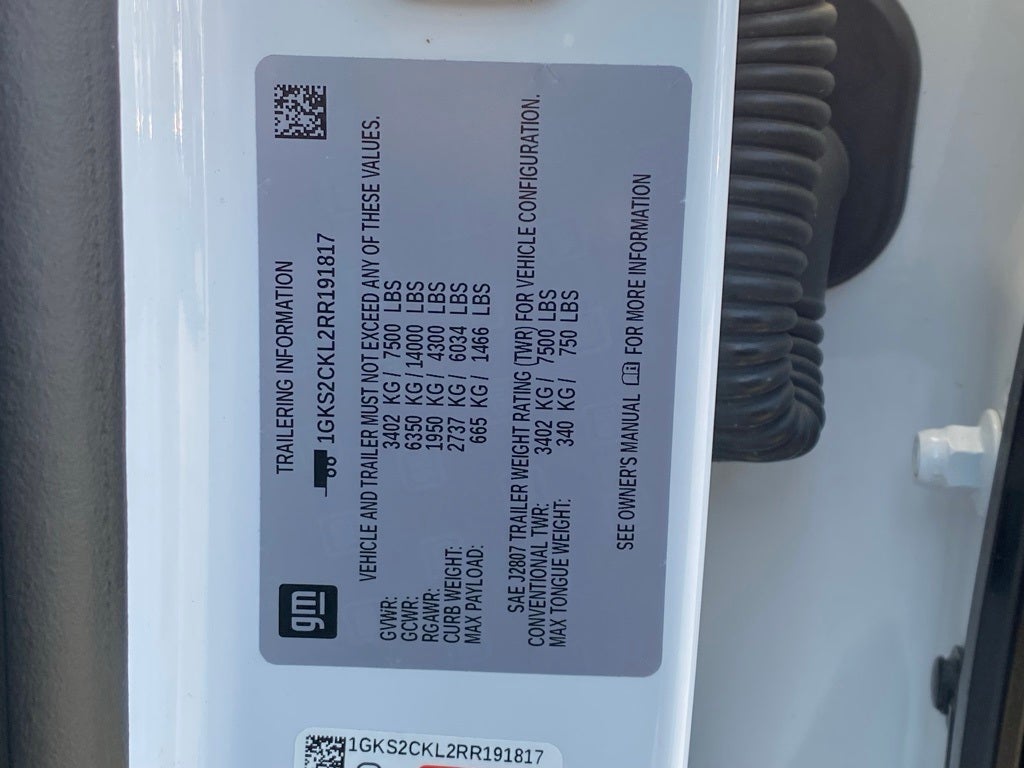 gm
TRAILERING INFORMATION
1GKS2CKL2RR191817
VEHICLE AND TRAILER MUST NOT EXCEED ANY OF THESE VALUES.
GVWR: 3402 KG / 7500 LBS
GCWR: 6350 KG / 14000 LBS
RGAWR: 1950 KG / 4300 LBS
CURB WEIGHT: 2737 KG / 6034 LBS
MAX PAYLOAD: 665 KG / 1466 LBS
SAE J2807 TRAILER WEIGHT RATING (TWR) FOR VEHICLE CONFIGURATION.
CONVENTIONAL TWR: 3402 KG / 7500 LBS
MAX TONGUE WEIGHT: 340 KG / 750 LBS
SEE OWNER'S MANUAL FOR MORE INFORMATION
1GKS2CKL2RR191817